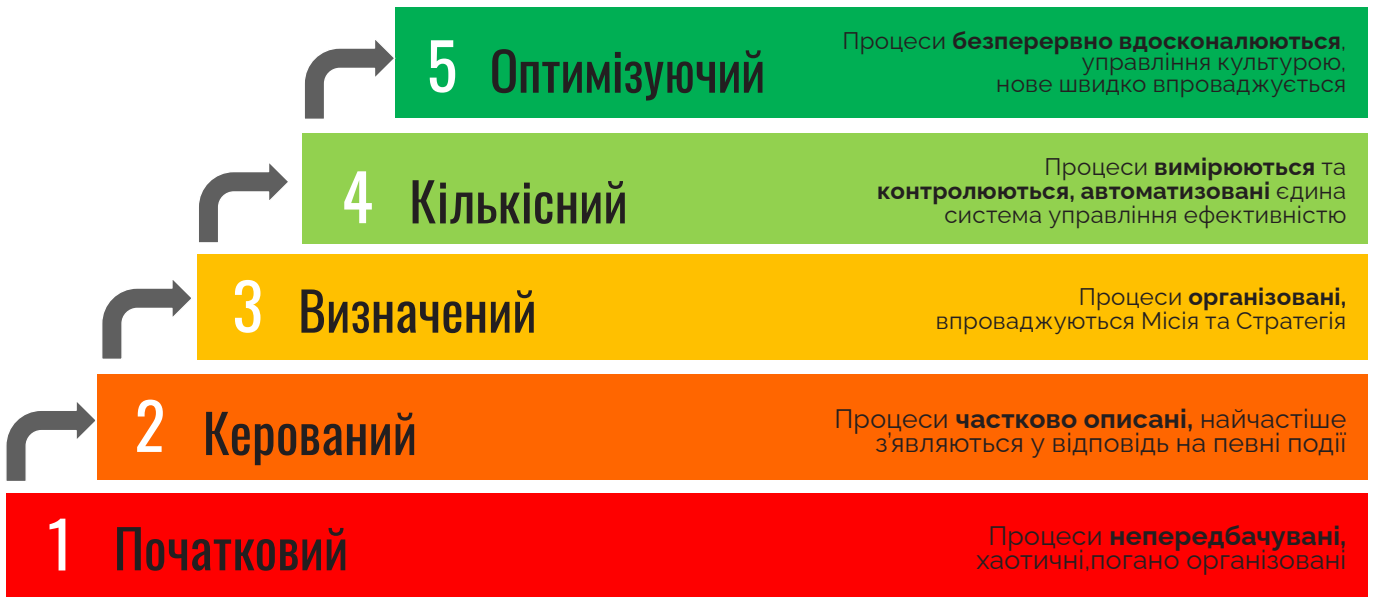 5 Оптимізуючий
Процеси безперервно вдосконалюються,
управління культурою,
нове швидко впроваджується
4 Кількісний
Процеси вимірюються та
контролюються, автоматизовані єдина
система управління ефективністю
3 Визначений
Процеси організовані,
впроваджуються Місія та Стратегія
2 Керований
Процеси частково описані, найчастіше
з'являються у відповідь на певні події
1 Початковий
Процеси непередбачувані,
хаотичні,погано організовані